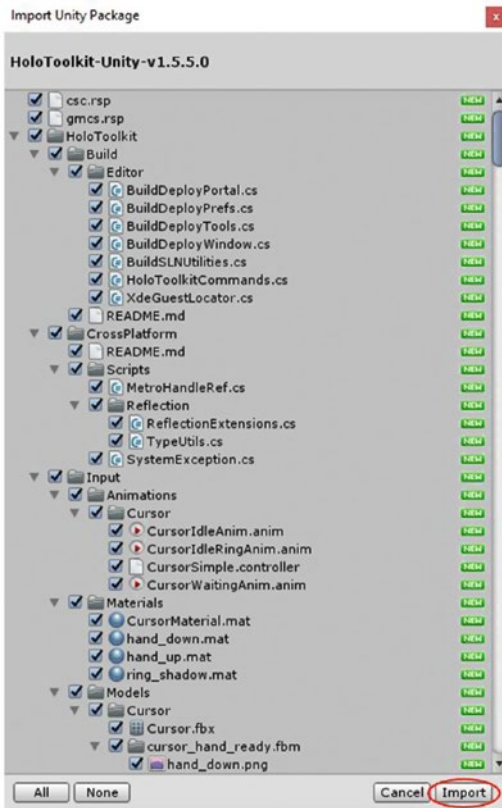 Import Unity Package
x
HoloToolkit-Unity-v1.5.5.0
csc.rsp NEW
gmcs.rsp NEW
HoloToolkit NEW
Build NEW
Editor NEW
BuildDeployPortal.cs NEW
BuildDeployPrefs.cs NEW
BuildDeployTools.cs NEW
BuildDeployWindow.cs NEW
BuildSLNUtilities.cs NEW
HoloToolkitCommands.cs NEW
XdeGuestLocator.cs NEW
README.md NEW
CrossPlatform NEW
README.md NEW
Scripts NEW
MetroHandleRef.cs NEW
Reflection NEW
ReflectionExtensions.cs NEW
TypeUtils.cs NEW
SystemException.cs NEW
Input NEW
Animations NEW
Cursor NEW
CursorIdleAnim.anim NEW
CursorIdleRingAnim.anim NEW
CursorSimple.controller NEW
CursorWaitingAnim.anim NEW
Materials NEW
CursorMaterial.mat NEW
hand_down.mat NEW
hand_up.mat NEW
ring_shadow.mat NEW
Models NEW
Cursor NEW
Cursor.fbx NEW
cursor_hand_ready.fbm NEW
hand_down.png NEW
All None Cancel Import